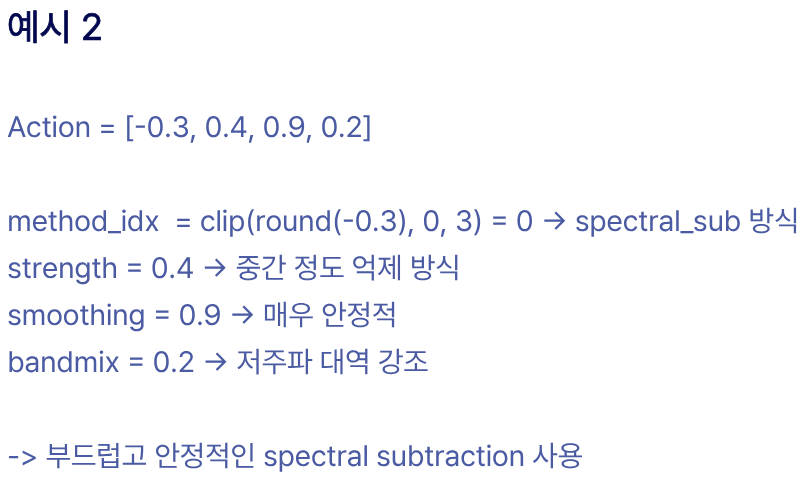 예시 2
Action = [-0.3, 0.4, 0.9, 0.2]
method_idx  = clip(round(-0.3), 0, 3) = 0 → spectral_sub 방식
strength = 0.4 → 중간 정도 억제 방식
smoothing = 0.9 → 매우 안정적
bandmix = 0.2 → 저주파 대역 강조
-> 부드럽고 안정적인 spectral subtraction 사용